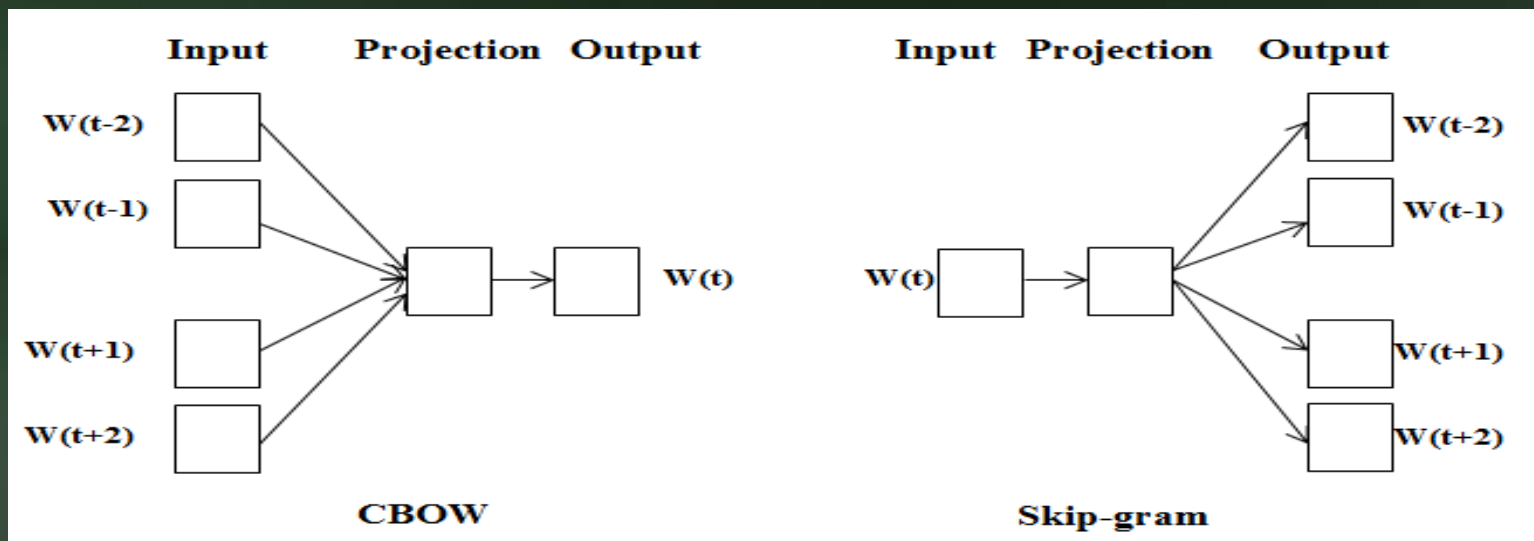 Input Projection Output
W(t-2)
W(t-1)
W(t)
W(t+1)
W(t+2)
CBOW
Input Projection Output
W(t-2)
W(t-1)
W(t)
W(t+1)
W(t+2)
Skip-gram